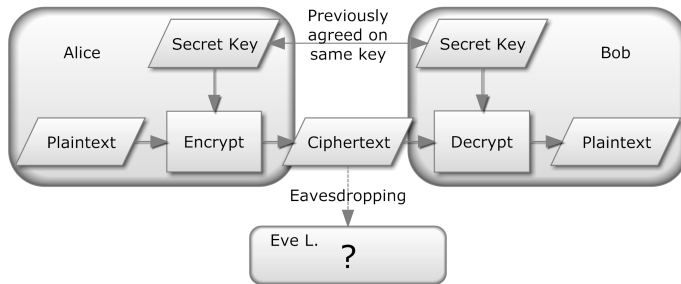 Previously
agreed on
same key
Alice
Secret Key
Secret Key
Bob
Plaintext
Encrypt
Ciphertext
Decrypt
Plaintext
Eavesdropping
Eve L.
?